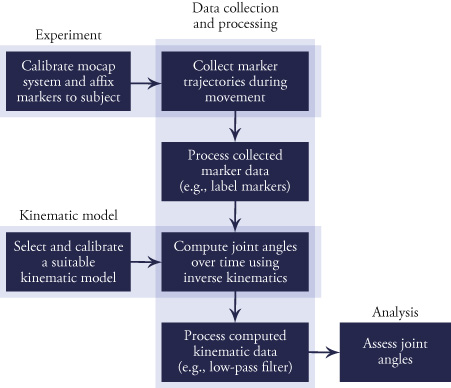 Data collection
and processing
Experiment
Calibrate mocap
system and affix
markers to subject
Collect marker
trajectories during
movement
Process collected
marker data
(e.g., label markers)
Kinematic model
Select and calibrate
a suitable
kinematic model
Compute joint angles
over time using
inverse kinematics
Process computed
kinematic data
(e.g., low-pass filter)
Analysis
Assess joint
angles